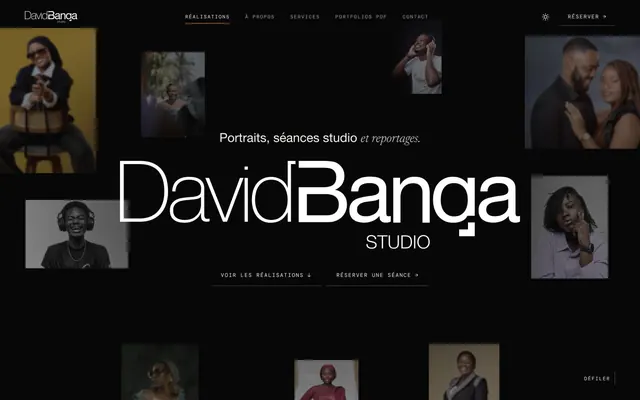 DavidBanga
STUDIO
RÉALISATIONS
À PROPOS
SERVICES
PORTFOLIOS PDF
CONTACT
RÉSERVER →
Portraits, séances studio et reportages.
DavidBanga
STUDIO
VOIR LES RÉALISATIONS ↓
RÉSERVER UNE SÉANCE →
DÉFILER